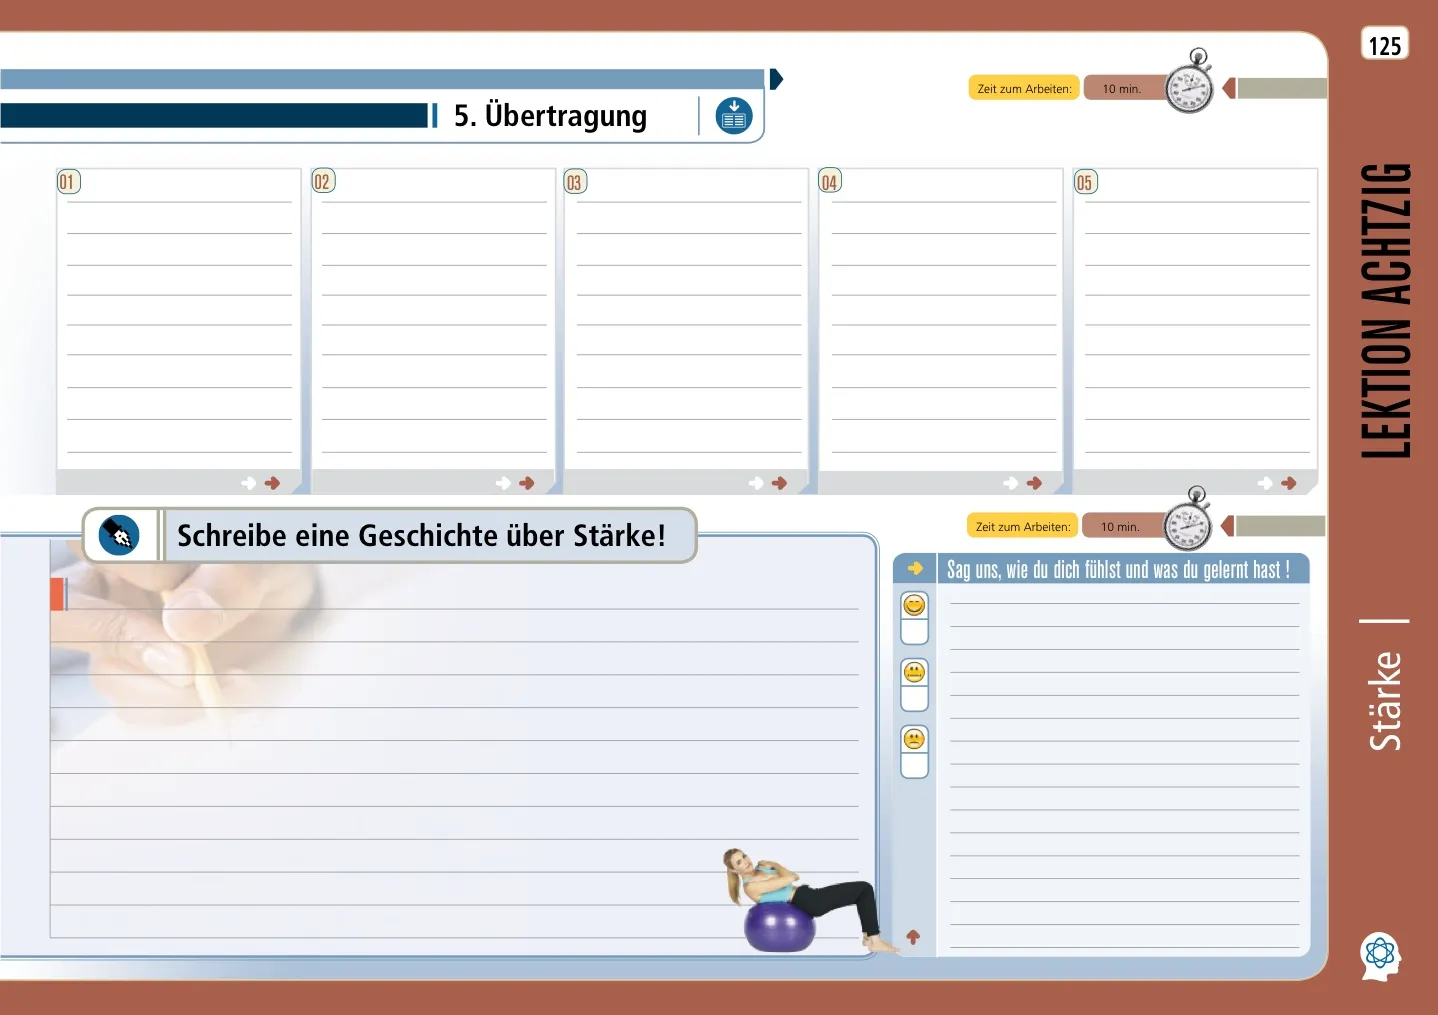 125
Zeit zum Arbeiten: 10 min.
5. Übertragung
01 02 03 04 05
Schreibe eine Geschichte über Stärke!
Zeit zum Arbeiten: 10 min.
Sag uns, wie du dich fühlst und was du gelernt hast !
LEKTION ACHTZIG
Stärke